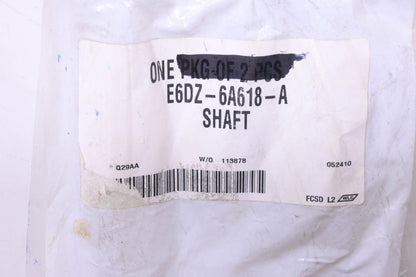 ONE PKG OF 2 PCS.
E6DZ-6A618-A
SHAFT
Q29AA W/O 113878 052410
FCSD L2